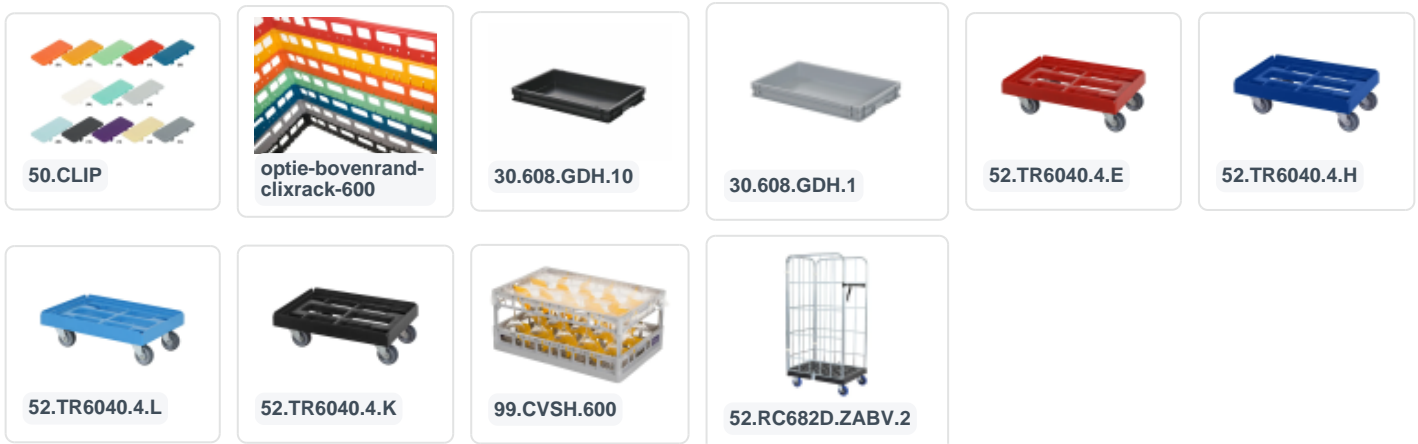 50.CLIP
optie-bovenrand-
clixrack-600
30.608.GDH.10
30.608.GDH.1
52.TR6040.4.E
52.TR6040.4.H
52.TR6040.4.L
52.TR6040.4.K
99.CVSH.600
52.RC682D.ZABV.2